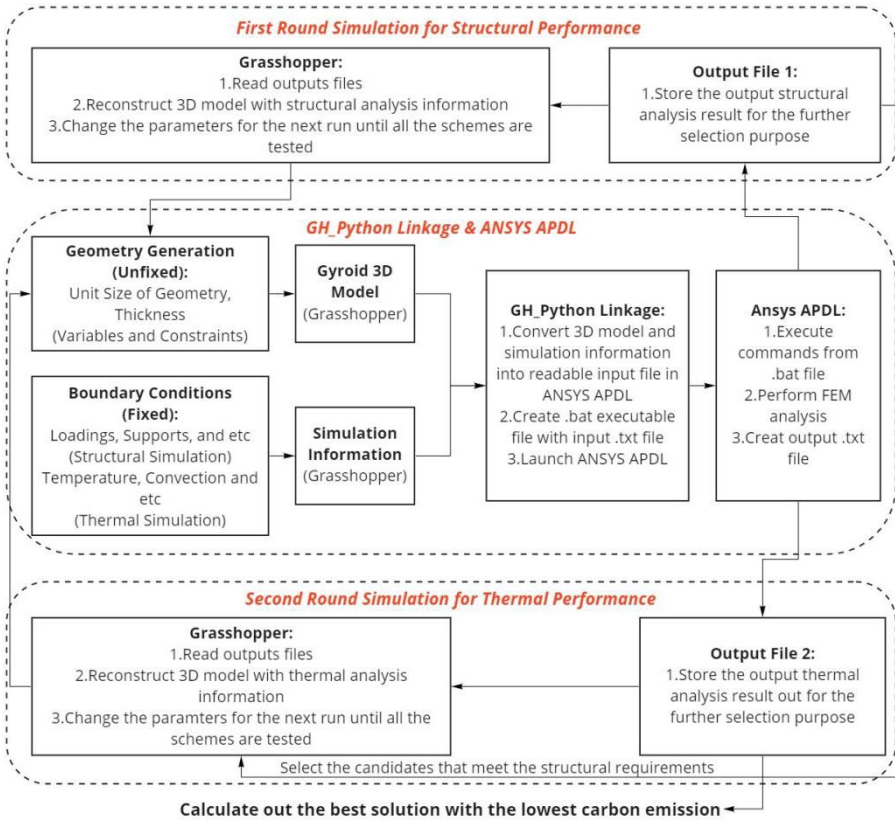 First Round Simulation for Structural Performance
Grasshopper:
1.Read outputs files
2.Reconstruct 3D model with structural analysis information
3.Change the parameters for the next run until all the schemes are
tested
Output File 1:
1.Store the output structural
analysis result for the further
selection purpose
GH_Python Linkage & ANSYS APDL
Geometry Generation
(Unfixed):
Unit Size of Geometry,
Thickness
(Variables and Constraints)
Gyroid 3D
Model
(Grasshopper)
Boundary Conditions
(Fixed):
Loadings, Supports, and etc
(Structural Simulation)
Temperature, Convection and
etc
(Thermal Simulation)
Simulation
Information
(Grasshopper)
GH_Python Linkage:
1.Convert 3D model and
simulation information
into readable input file in
ANSYS APDL
2.Create .bat executable
file with input .txt file
3.Launch ANSYS APDL
Ansys APDL:
1.Execute
commands from
.bat file
2.Perform FEM
analysis
3.Creat output .txt
file
Second Round Simulation for Thermal Performance
Grasshopper:
1.Read outputs files
2.Reconstruct 3D model with thermal analysis
information
3.Change the paramters for the next run until all the
schemes are tested
Output File 2:
1.Store the output thermal
analysis result out for the
further selection purpose
Select the candidates that meet the structural requirements
Calculate out the best solution with the lowest carbon emission